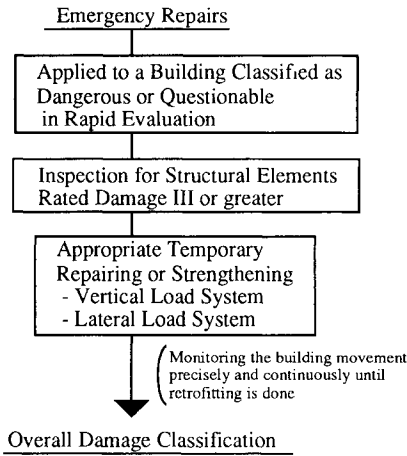 Emergency Repairs
Applied to a Building Classified as
Dangerous or Questionable
in Rapid Evaluation
Inspection for Structural Elements
Rated Damage III or greater
Appropriate Temporary
Repairing or Strengthening
- Vertical Load System
- Lateral Load System
Monitoring the building movement
precisely and continuously until
retrofitting is done
Overall Damage Classification